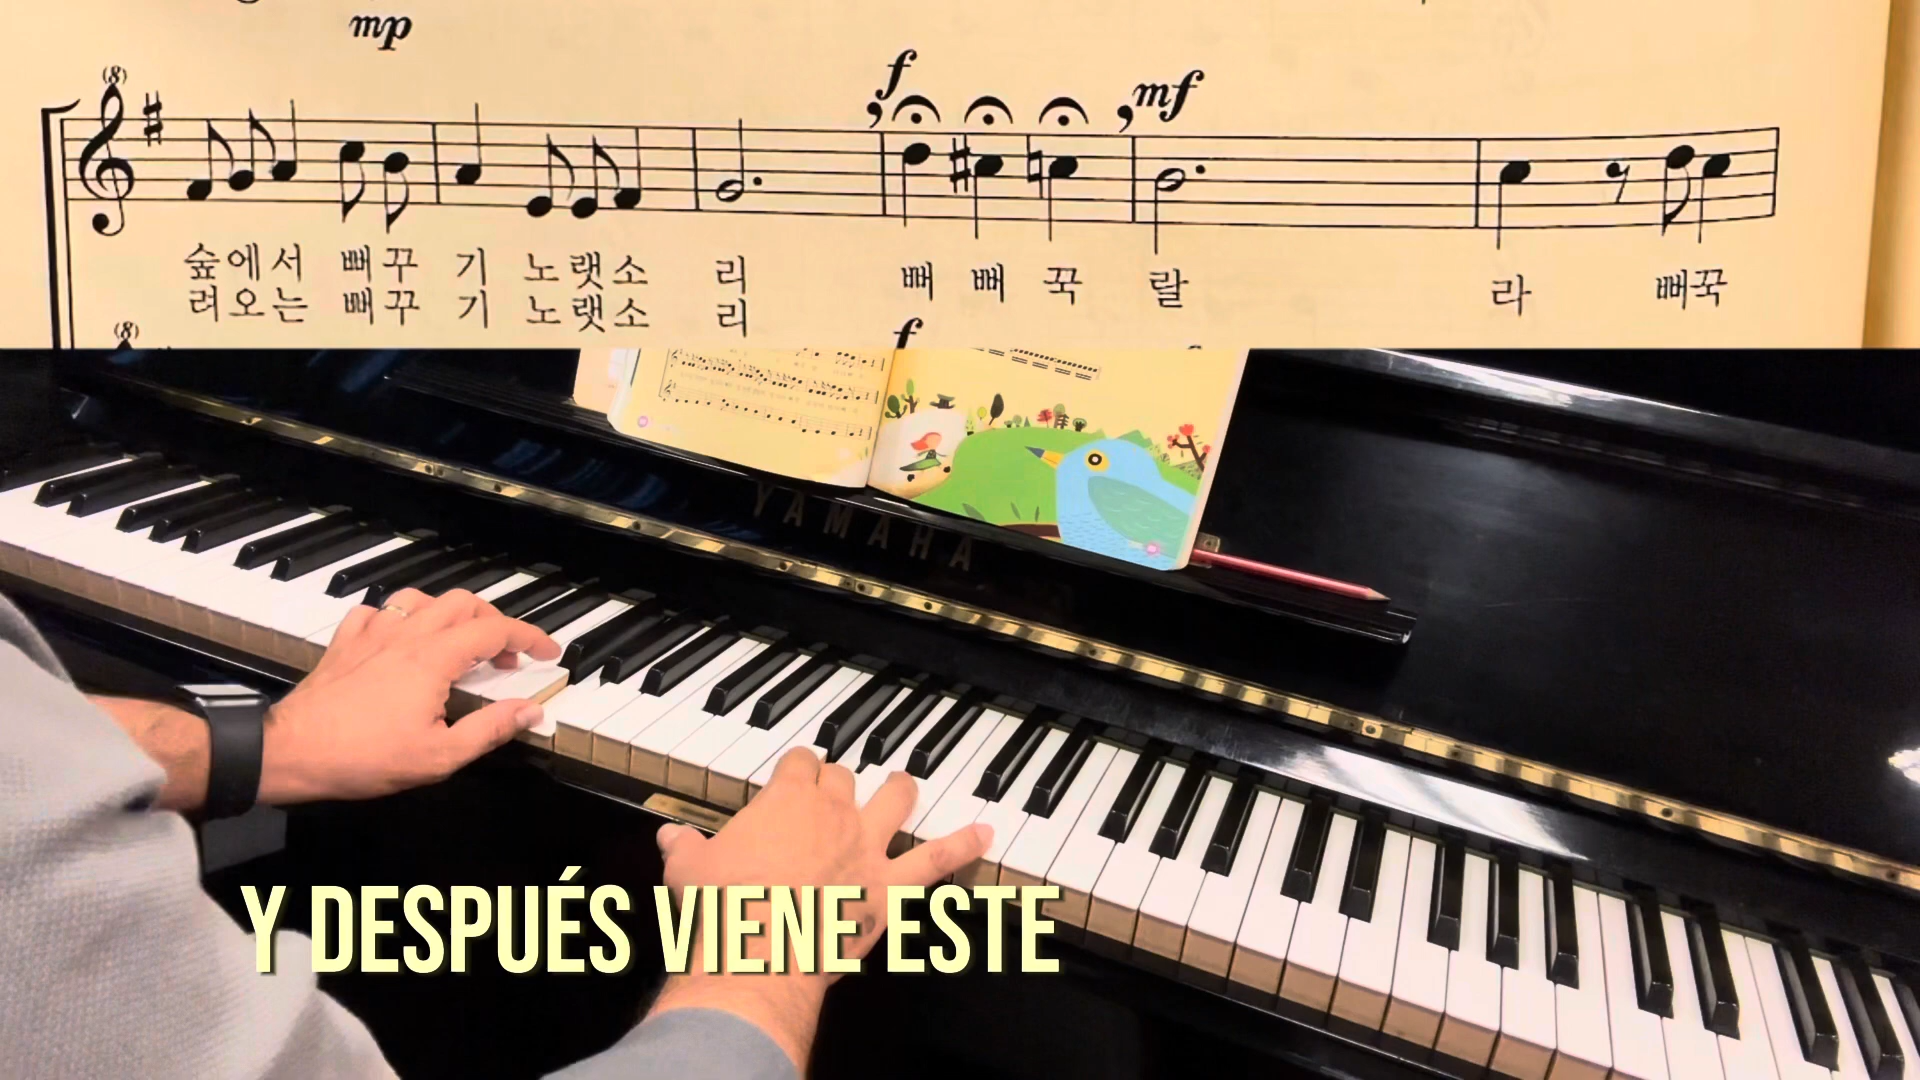 mp
(8)
f
mf
숲에서 뻐꾸 기 노랫소 리 뻐 뻐 꾹 랄 라 뻐꾹
려오는 뻐꾸 기 노랫소 리
(8)
f
YAMAHA
Y DESPUÉS VIENE ESTE